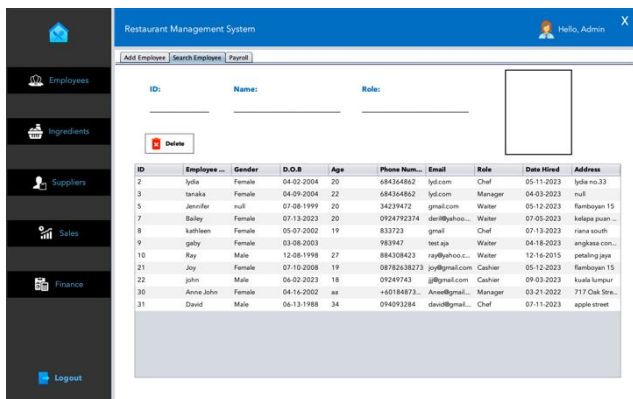 Restaurant Management System
Hello, Admin
X
Add Employee Search Employee Payroll
Employees
Ingredients
Suppliers
Sales
Finance
Logout
ID: Name: Role:
Delete
ID Employee ... Gender D.O.B Age Phone Num... Email Role Date Hired Address
2 lydia Female 04-02-2004 20 684364862 lyd.com Chef 05-11-2023 lydia no.33
3 tanaka Female 04-09-2004 22 684364862 lyd.com Manager 04-03-2023 null
5 Jennifer null 07-08-1999 20 34239472 gmail.com Waiter 05-12-2023 flamboyan 15
7 Bailey Female 07-13-2023 20 0924792374 deril@yahoo... Waiter 07-05-2023 kelapa puan ...
8 kathleen Female 05-07-2002 19 833723 gmail Chef 07-13-2023 riana south
9 gaby Female 03-08-2003 983947 test aja Waiter 04-18-2023 angkasa con...
10 Ray Male 12-08-1998 27 884308423 ray@yahoo.c... Waiter 12-16-2015 petaling jaya
21 Joy Female 07-10-2008 19 08782638273 joy@gmail.com Cashier 05-12-2023 flamboyan 15
22 john Male 06-02-2023 18 09249743 jjj@gmail.com Cashier 09-03-2023 kuala lumpur
30 Anne John Female 04-16-2002 aa +60184873... Anee@gmail... Manager 03-21-2022 717 Oak Stre...
31 David Male 06-13-1988 34 094093284 david@gmail... Chef 07-11-2023 apple street